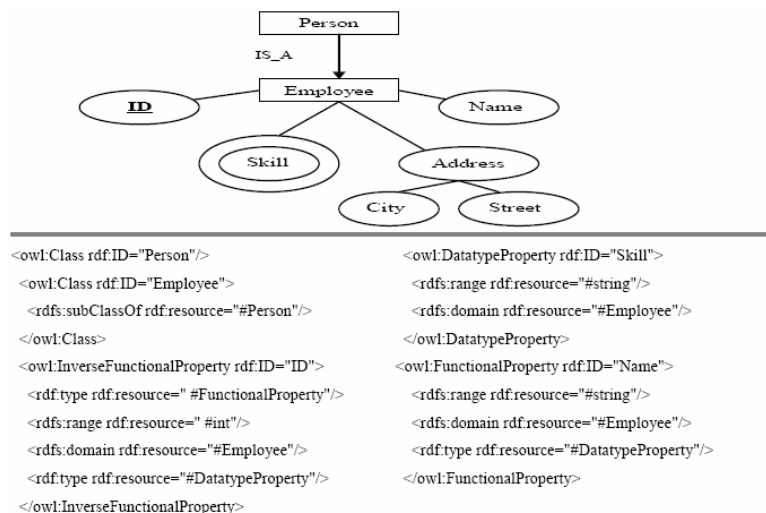 Person
IS_A
Employee
ID
Name
Skill
Address
City
Street
<owl:Class rdf:ID="Person"/>
<owl:Class rdf:ID="Employee">
<rdfs:subClassOf rdf:resource="#Person"/>
</owl:Class>
<owl:InverseFunctionalProperty rdf:ID="ID">
<rdf:type rdf:resource=" #FunctionalProperty"/>
<rdfs:range rdf:resource=" #int"/>
<rdfs:domain rdf:resource="#Employee"/>
<rdf:type rdf:resource="#DatatypeProperty"/>
</owl:InverseFunctionalProperty>
<owl:DatatypeProperty rdf:ID="Skill">
<rdfs:range rdf:resource="#string"/>
<rdfs:domain rdf:resource="#Employee"/>
</owl:DatatypeProperty>
<owl:FunctionalProperty rdf:ID="Name">
<rdfs:range rdf:resource="#string"/>
<rdfs:domain rdf:resource="#Employee"/>
<rdf:type rdf:resource="#DatatypeProperty"/>
</owl:FunctionalProperty>